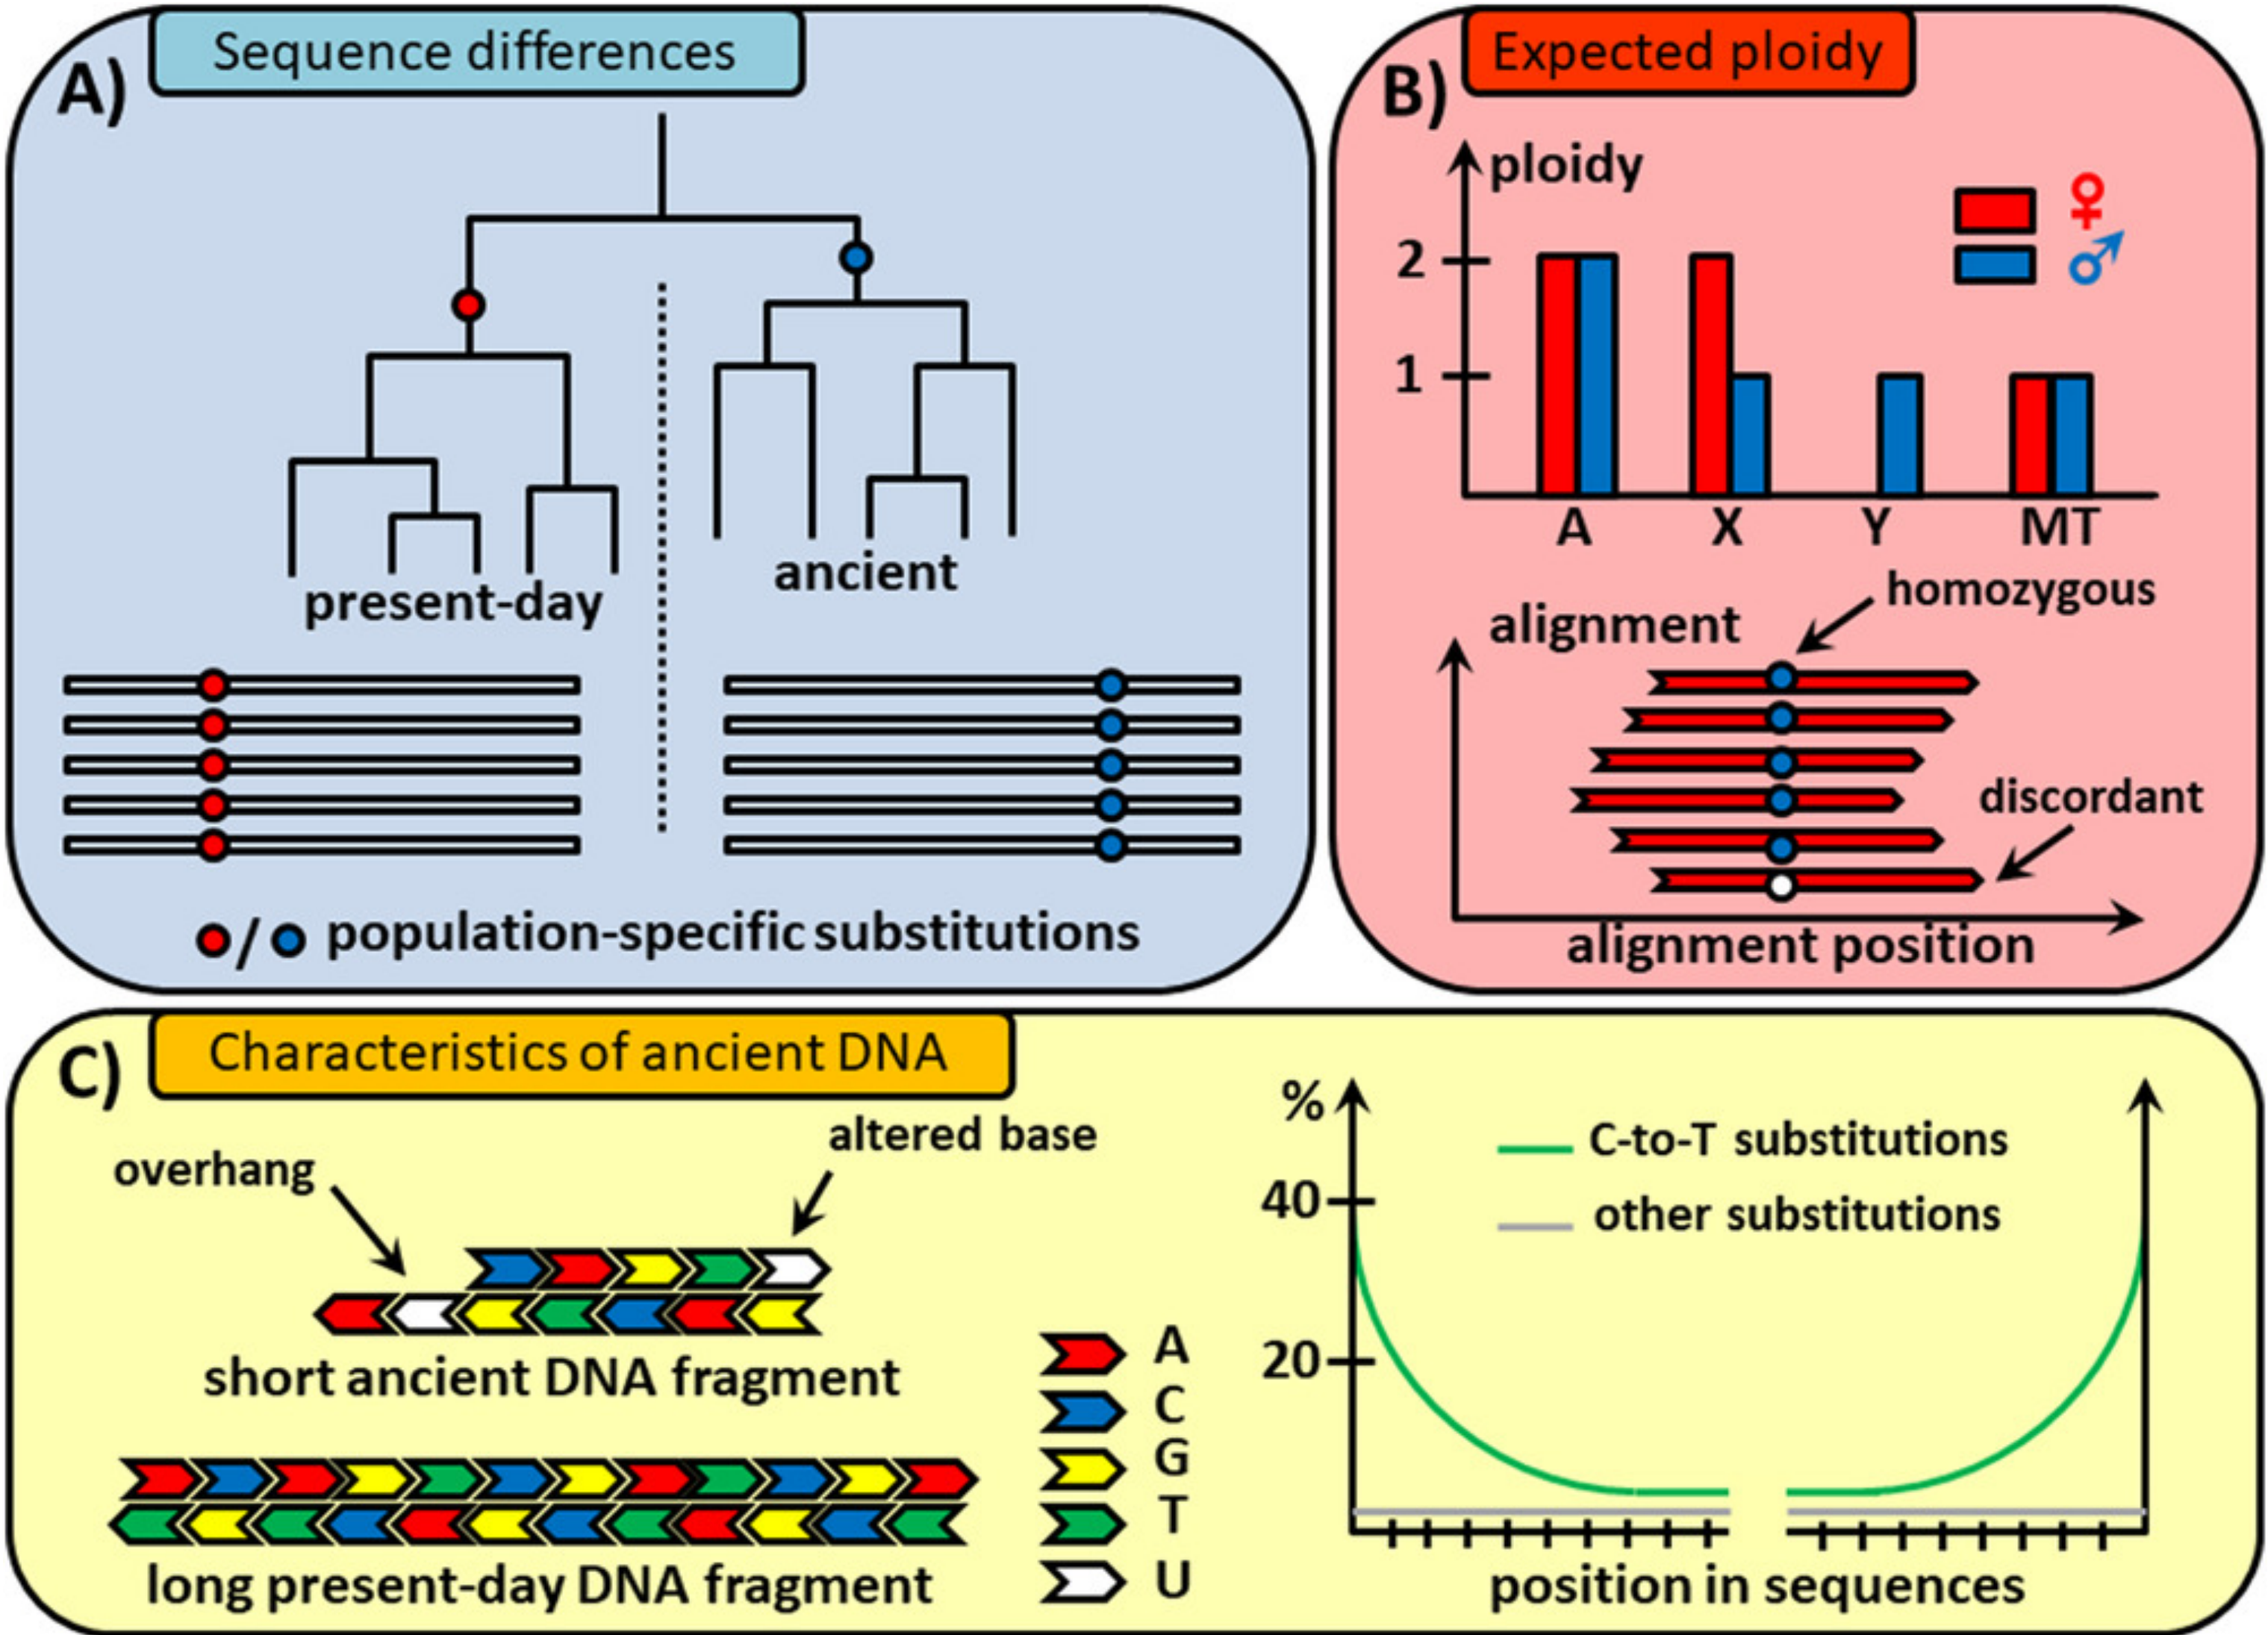 A)
Sequence differences
present-day
ancient
/ population-specific substitutions
B)
Expected ploidy
ploidy
♀
♂
2
1
A X Y MT
homozygous
alignment
discordant
alignment position
C)
Characteristics of ancient DNA
overhang
altered base
short ancient DNA fragment
long present-day DNA fragment
A
C
G
T
U
%
C-to-T substitutions
other substitutions
40
20
position in sequences